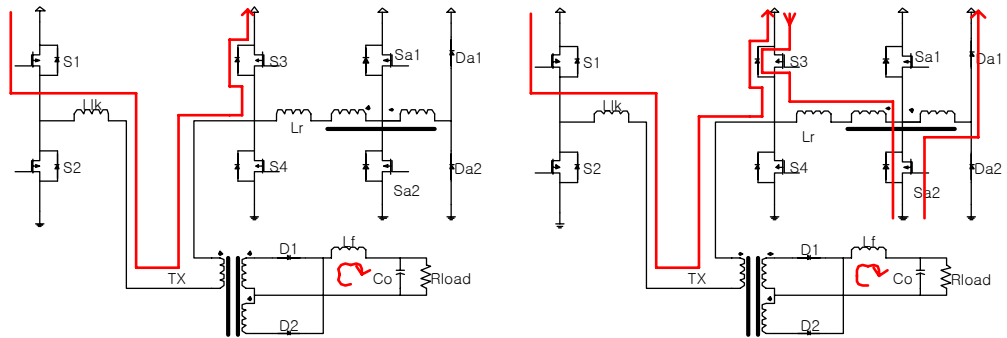 S1
S3
Sa1
Da1
Llk
Lr
S2
S4
Sa2
Da2
TX
D1
Lf
Co
Rload
D2
S1
S3
Sa1
Da1
Llk
Lr
S2
S4
Sa2
Da2
TX
D1
Lf
Co
Rload
D2